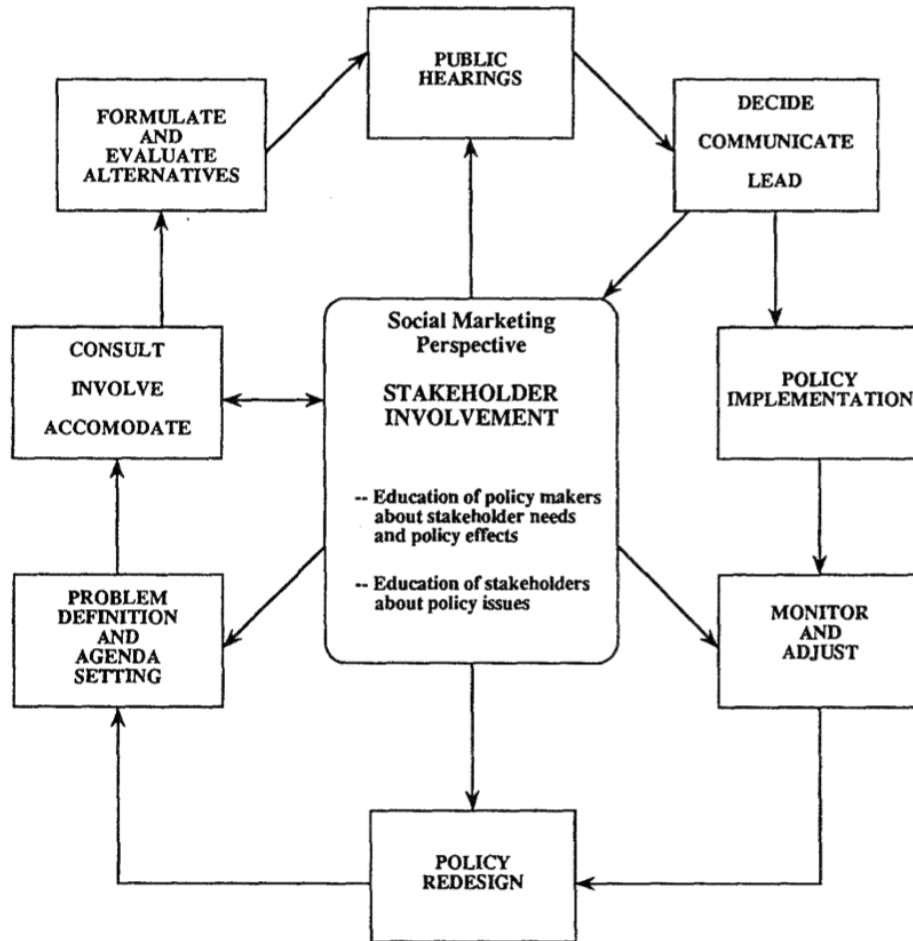 PUBLIC
HEARINGS
FORMULATE
AND
EVALUATE
ALTERNATIVES
DECIDE
COMMUNICATE
LEAD
CONSULT
INVOLVE
ACCOMODATE
Social Marketing
Perspective
STAKEHOLDER
INVOLVEMENT
-- Education of policy makers
about stakeholder needs
and policy effects
-- Education of stakeholders
about policy issues
POLICY
IMPLEMENTATION
PROBLEM
DEFINITION
AND
AGENDA
SETTING
MONITOR
AND
ADJUST
POLICY
REDESIGN